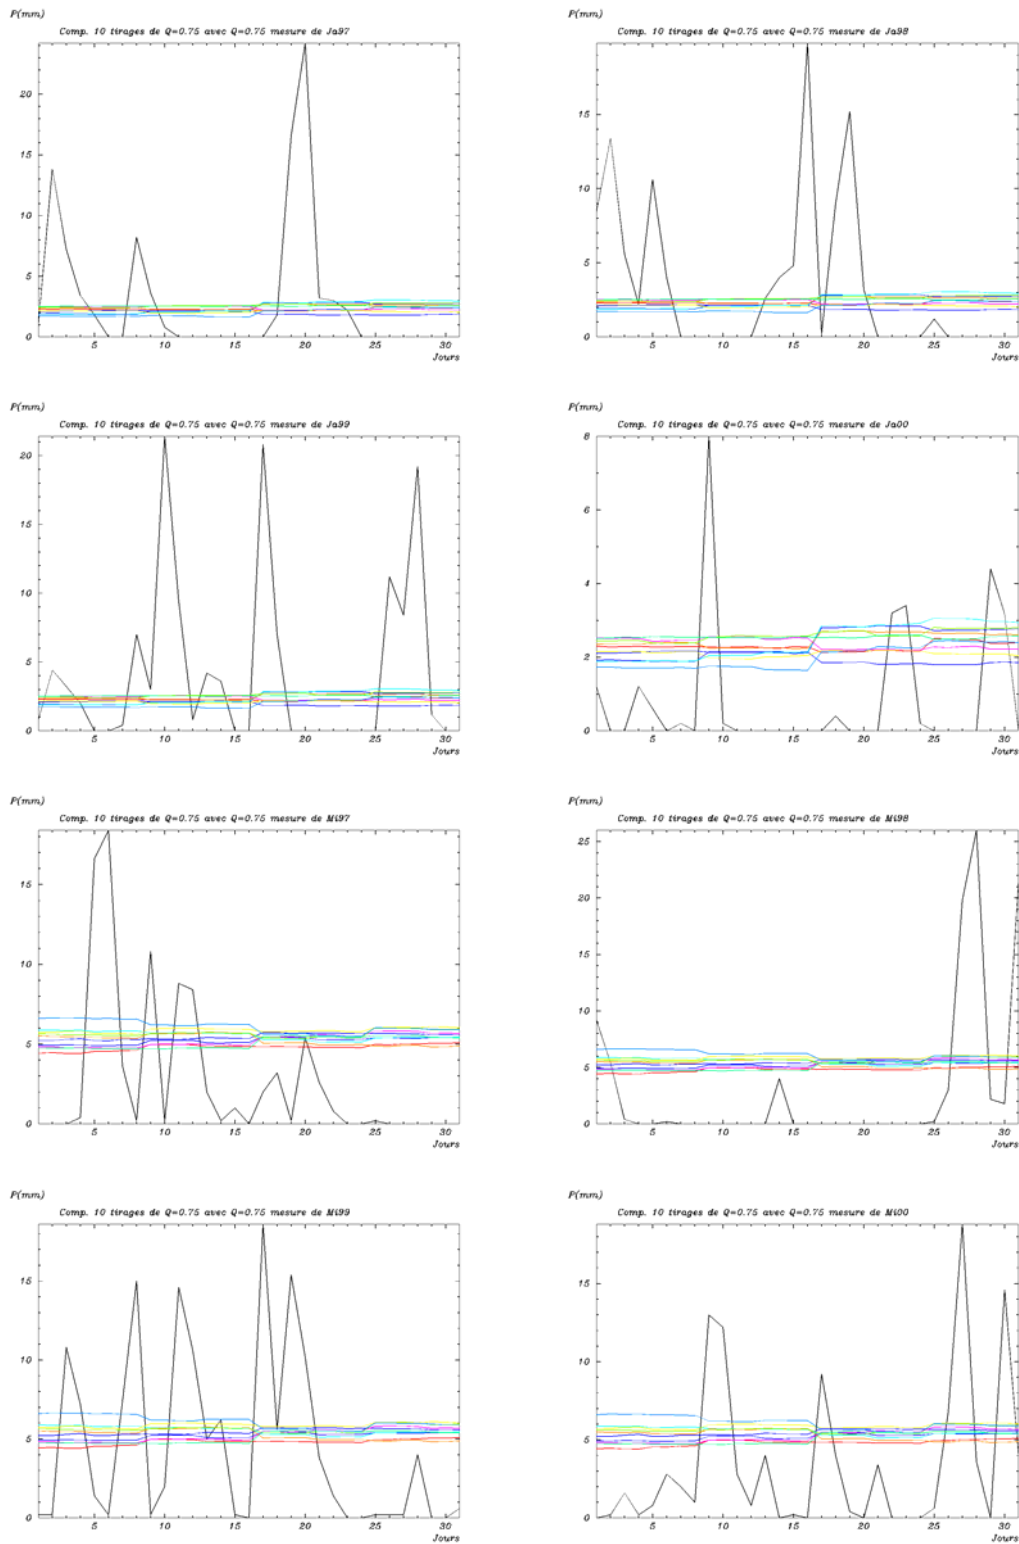 P(mm)
Comp. 10 tirages de Q=0.75 avec Q=0.75 mesure de Ja97
20
15
10
5
0
5 10 15 20 25 30
Jours
P(mm)
Comp. 10 tirages de Q=0.75 avec Q=0.75 mesure de Ja98
15
10
5
0
5 10 15 20 25 30
Jours
P(mm)
Comp. 10 tirages de Q=0.75 avec Q=0.75 mesure de Ja99
20
15
10
5
0
5 10 15 20 25 30
Jours
P(mm)
Comp. 10 tirages de Q=0.75 avec Q=0.75 mesure de Ja00
8
6
4
2
0
5 10 15 20 25 30
Jours
P(mm)
Comp. 10 tirages de Q=0.75 avec Q=0.75 mesure de Mi97
15
10
5
0
5 10 15 20 25 30
Jours
P(mm)
Comp. 10 tirages de Q=0.75 avec Q=0.75 mesure de Mi98
25
20
15
10
5
0
5 10 15 20 25 30
Jours
P(mm)
Comp. 10 tirages de Q=0.75 avec Q=0.75 mesure de Mi99
15
10
5
0
5 10 15 20 25 30
Jours
P(mm)
Comp. 10 tirages de Q=0.75 avec Q=0.75 mesure de Mi00
15
10
5
0
5 10 15 20 25 30
Jours